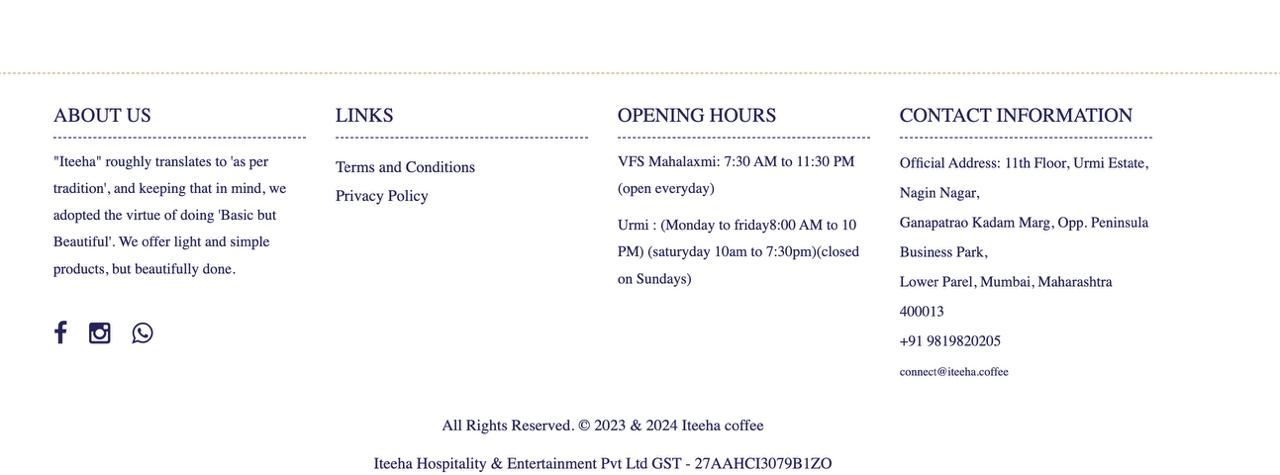 ABOUT US
"Iteeha" roughly translates to 'as per
tradition', and keeping that in mind, we
adopted the virtue of doing 'Basic but
Beautiful'. We offer light and simple
products, but beautifully done.
LINKS
Terms and Conditions
Privacy Policy
OPENING HOURS
VFS Mahalaxmi: 7:30 AM to 11:30 PM
(open everyday)
Urmi : (Monday to friday8:00 AM to 10
PM) (saturyday 10am to 7:30pm)(closed
on Sundays)
CONTACT INFORMATION
Official Address: 11th Floor, Urmi Estate,
Nagin Nagar,
Ganapatrao Kadam Marg, Opp. Peninsula
Business Park,
Lower Parel, Mumbai, Maharashtra
400013
+91 9819820205
connect@iteeha.coffee
All Rights Reserved. © 2023 & 2024 Iteeha coffee
Iteeha Hospitality & Entertainment Pvt Ltd GST - 27AAHCI3079B1ZO